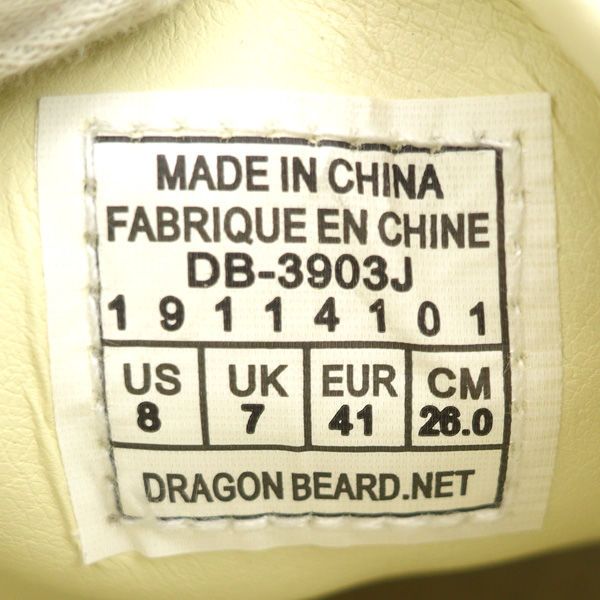 MADE IN CHINA
FABRIQUE EN CHINE
DB-3903J
1 9 1 1 4 1 0 1
US UK EUR CM
8 7 41 26.0
DRAGON BEARD.NET